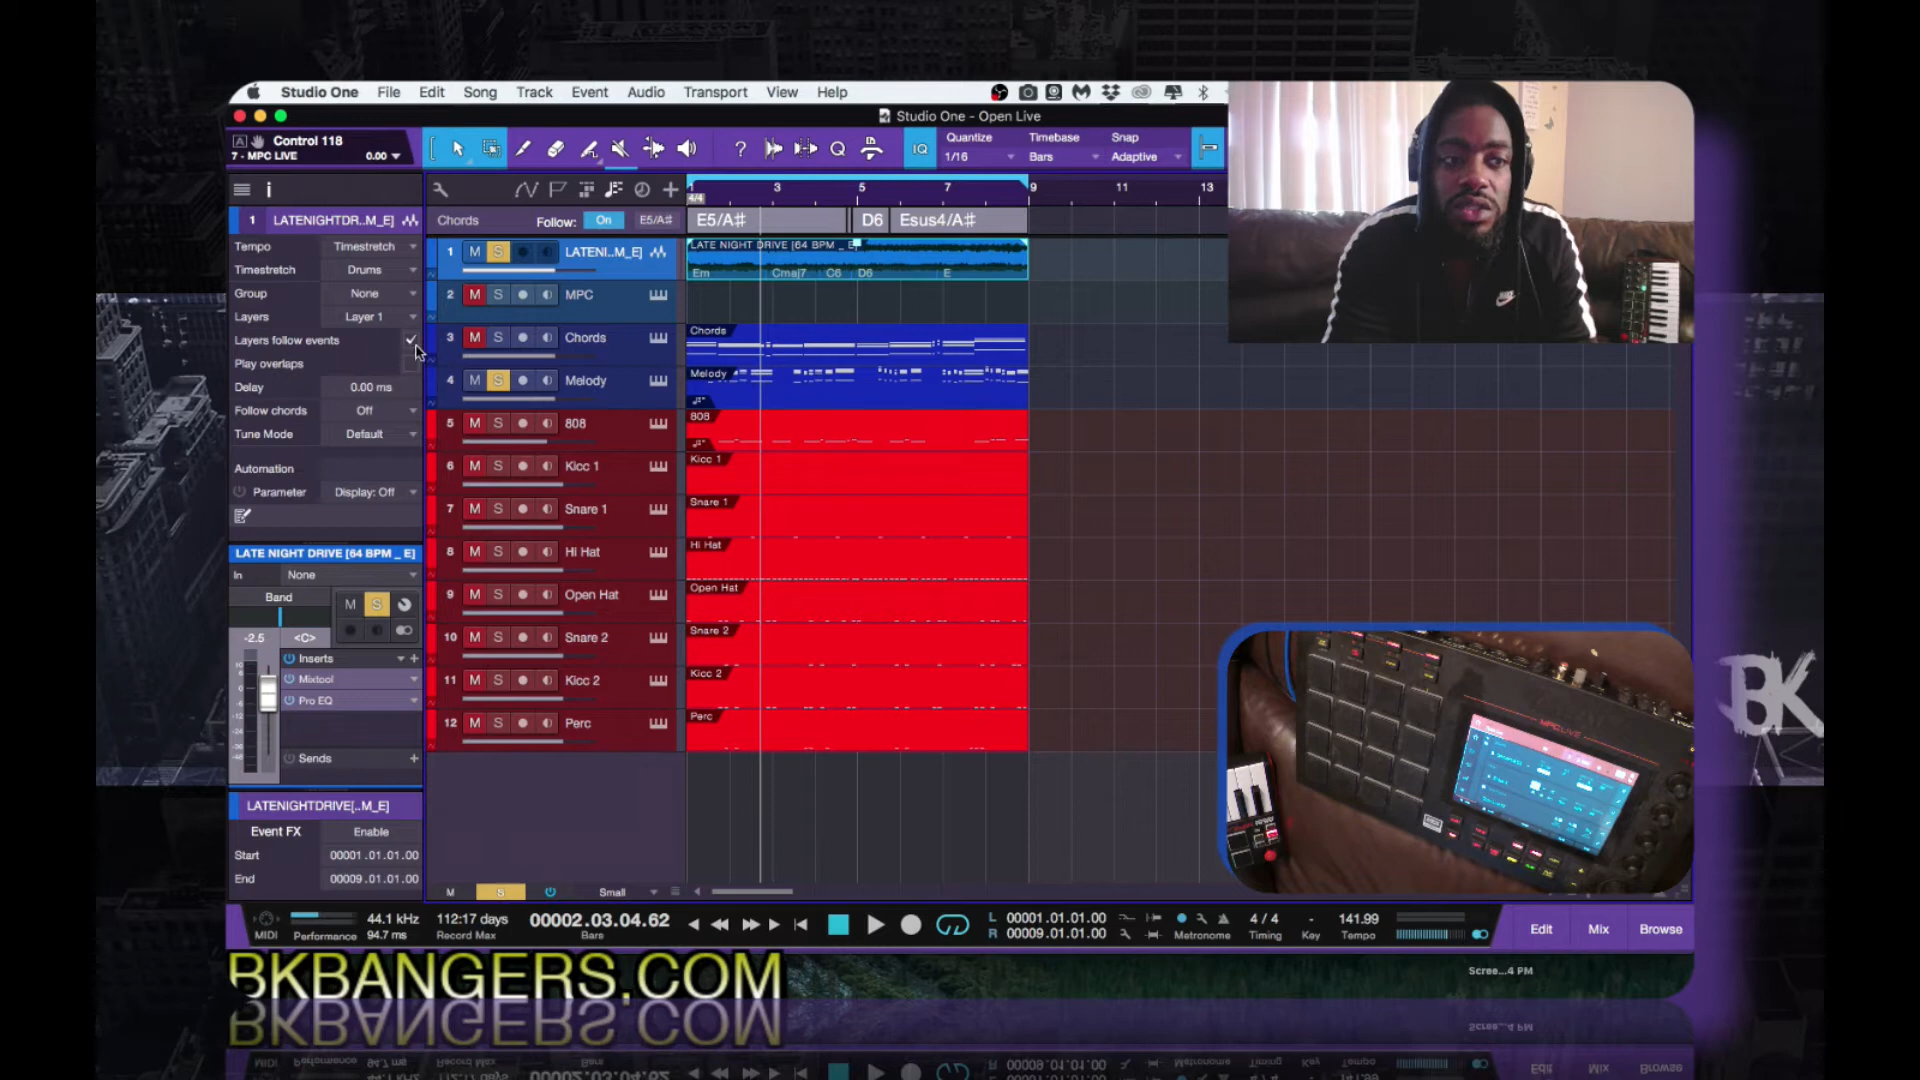 Studio One File Edit Song Track Event Audio Transport View Help
Studio One - Open Live
Control 118
7 - MPC LIVE 0.00
Quantize Timebase Snap
1/16 Bars Adaptive
IQ
1 3 5 7 9 11 13
4/4
1 LATENIGHTDR..M_E]
Chords Follow: On E5/A♯
E5/A♯ D6 Esus4/A♯
Tempo Timestretch
Timestretch Drums
Group None
Layers Layer 1
Layers follow events
Play overlaps
Delay 0.00 ms
Follow chords Off
Tune Mode Default
Automation
Parameter Display: Off
LATE NIGHT DRIVE [64 BPM _ E]
In None
Band
M S
-2.5 <C>
Inserts
Mixtool
Pro EQ
Sends
LATENIGHTDRIVE[..M_E]
Event FX Enable
Start 00001.01.01.00
End 00009.01.01.00
1 M S LATENI..M_E]
2 M S MPC
3 M S Chords
4 M S Melody
5 M S 808
6 M S Kicc 1
7 M S Snare 1
8 M S Hi Hat
9 M S Open Hat
10 M S Snare 2
11 M S Kicc 2
12 M S Perc
LATE NIGHT DRIVE [64 BPM _ E
Em Cmaj7 C6 D6 E
Chords
Melody
808
Kicc 1
Snare 1
Hi Hat
Open Hat
Snare 2
Kicc 2
Perc
M S Small
MIDI Performance
44.1 kHz
94.7 ms
112:17 days
Record Max
00002.03.04.62
Bars
L 00001.01.01.00
R 00009.01.01.00
Metronome
4 / 4
Timing
-
Key
141.99
Tempo
Edit Mix Browse
BKBANGERS.COM
Scree...4 PM
MPC LIVE
BK